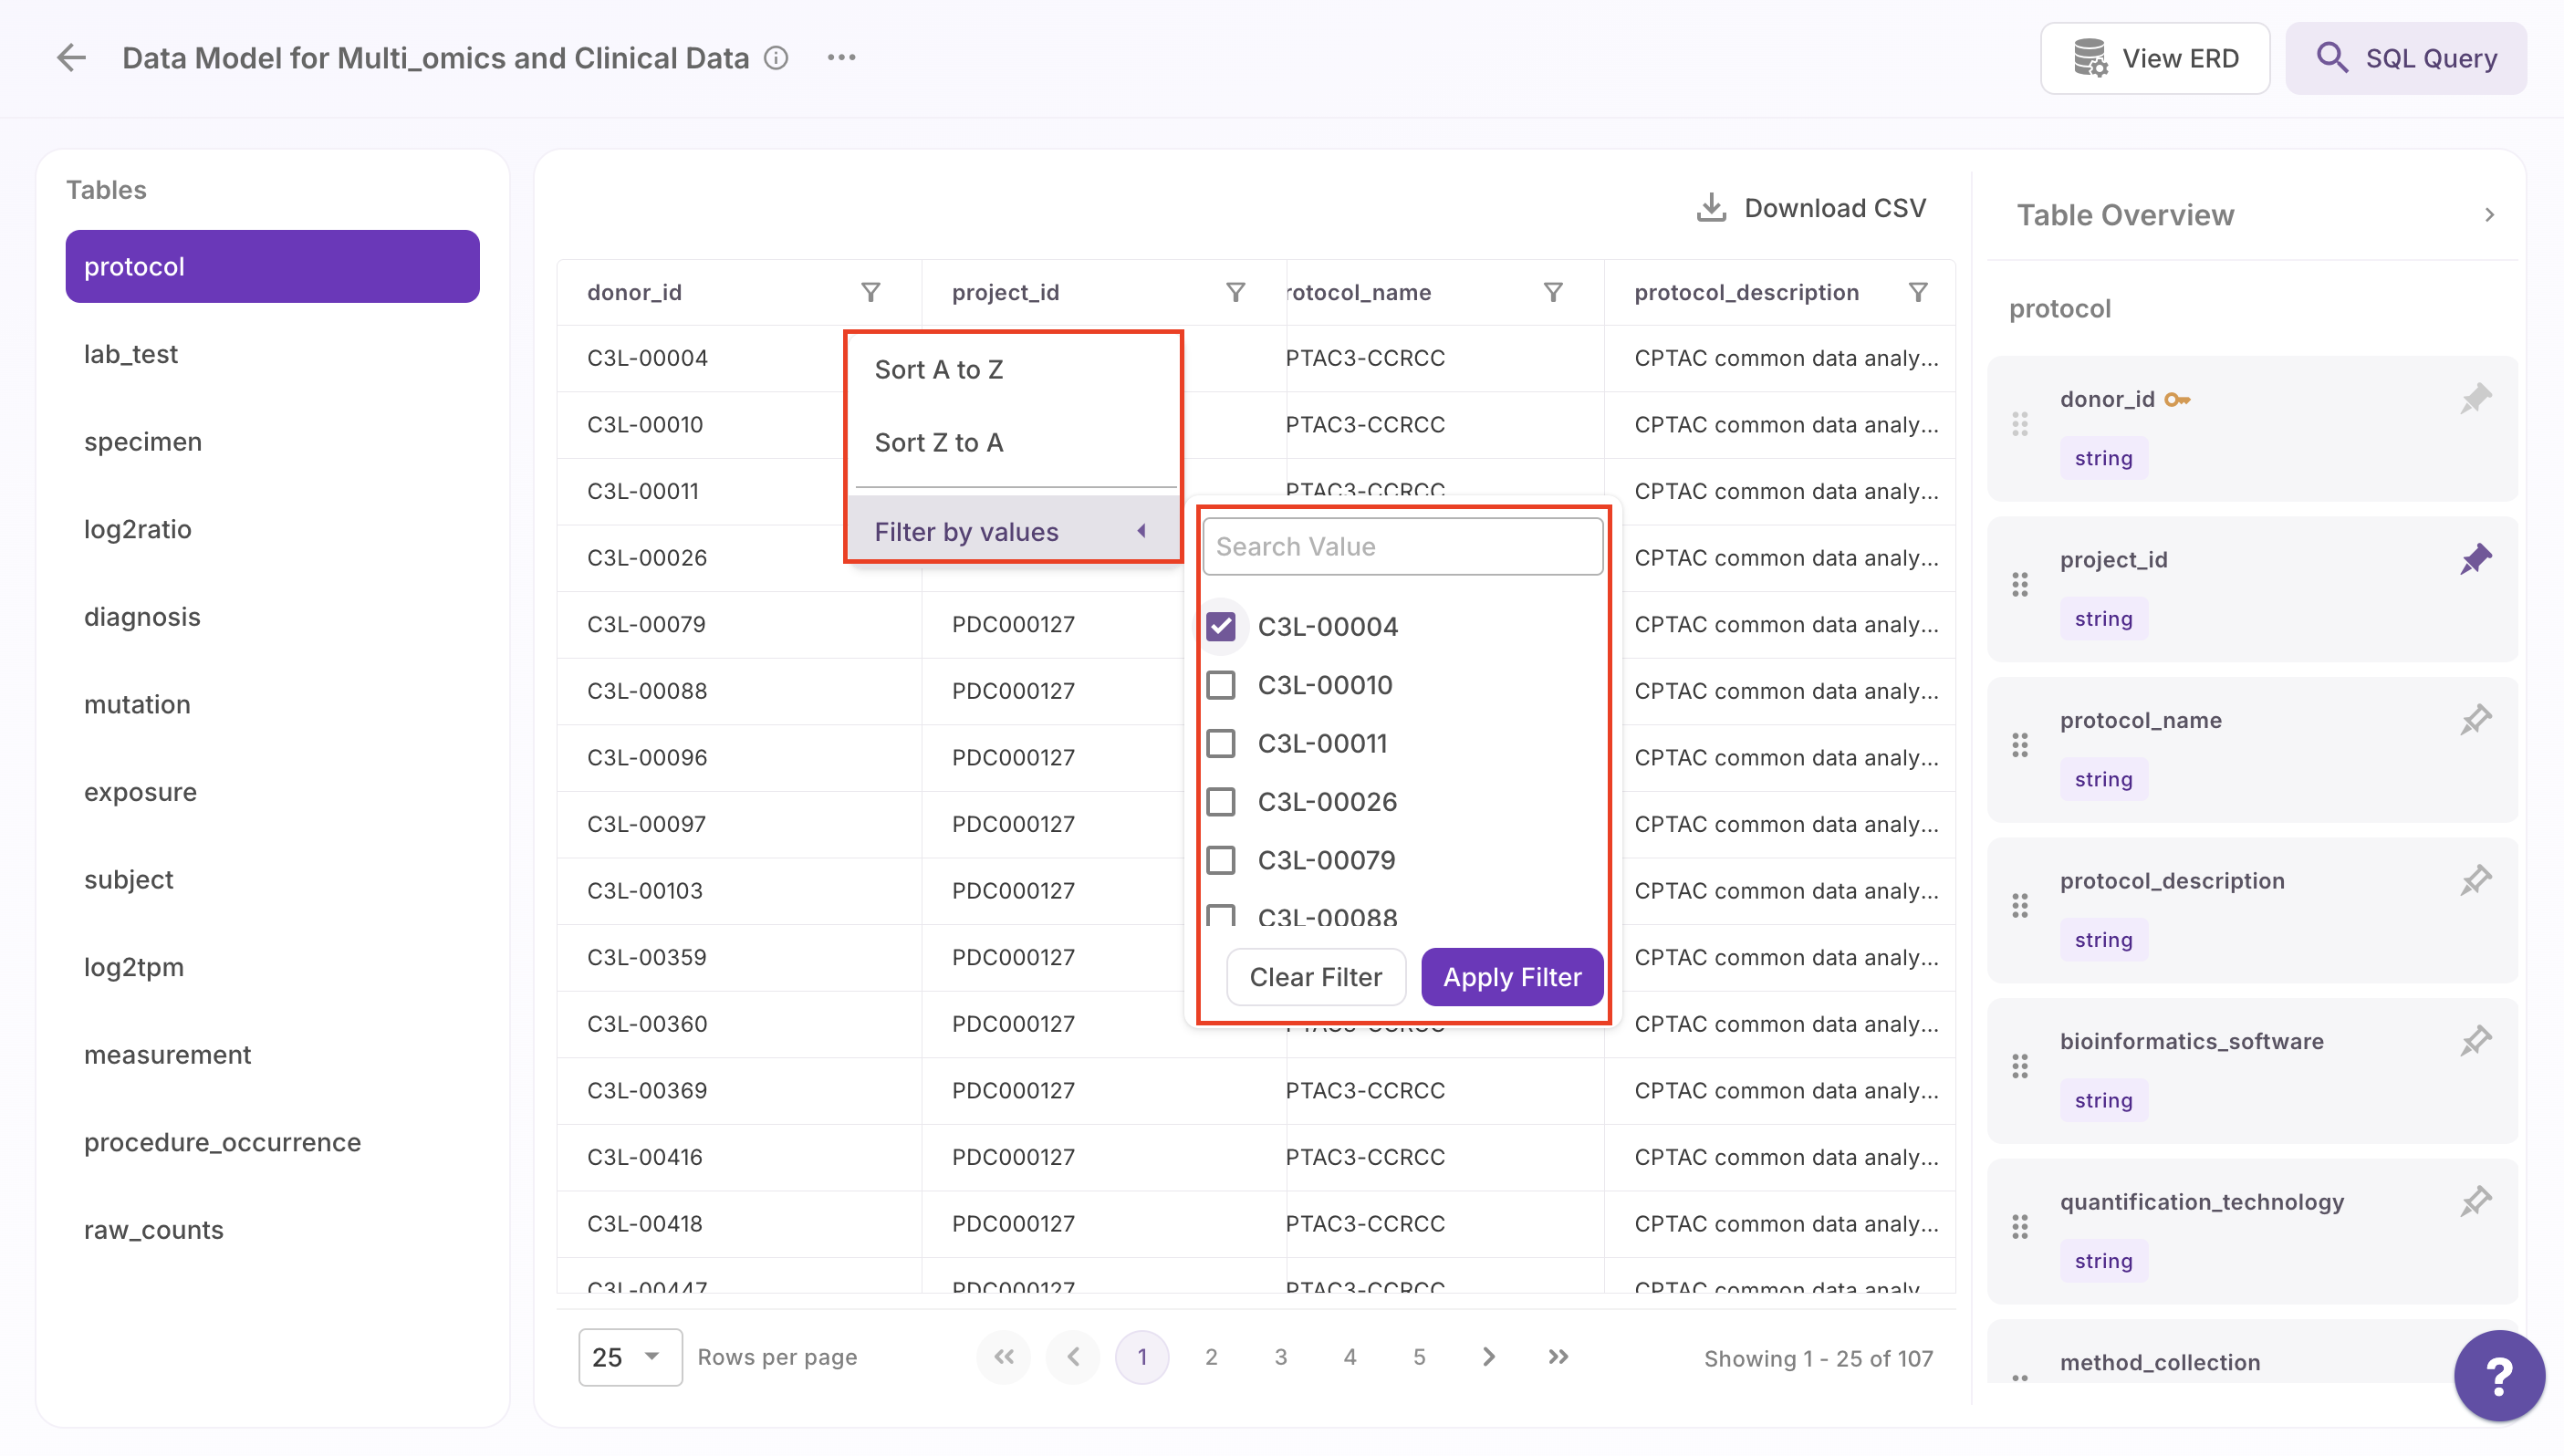 Data Model for Multi_omics and Clinical Data
View ERD
SQL Query
Tables
protocol
lab_test
specimen
log2ratio
diagnosis
mutation
exposure
subject
log2tpm
measurement
procedure_occurrence
raw_counts
Download CSV
donor_id project_id rotocol_name protocol_description
C3L-00004 PTAC3-CCRCC CPTAC common data analy...
C3L-00010 PTAC3-CCRCC CPTAC common data analy...
C3L-00011 PTAC3-CCRCC CPTAC common data analy...
C3L-00026 CPTAC common data analy...
C3L-00079 PDC000127 CPTAC common data analy...
C3L-00088 PDC000127 CPTAC common data analy...
C3L-00096 PDC000127 CPTAC common data analy...
C3L-00097 PDC000127 CPTAC common data analy...
C3L-00103 PDC000127 CPTAC common data analy...
C3L-00359 PDC000127 CPTAC common data analy...
C3L-00360 PDC000127 PTAC3-CCRCC CPTAC common data analy...
C3L-00369 PDC000127 PTAC3-CCRCC CPTAC common data analy...
C3L-00416 PDC000127 PTAC3-CCRCC CPTAC common data analy...
C3L-00418 PDC000127 PTAC3-CCRCC CPTAC common data analy...
C3L-00447 PDC000127 PTAC3-CCRCC CPTAC common data analy...
Sort A to Z
Sort Z to A
Filter by values
Search Value
C3L-00004
C3L-00010
C3L-00011
C3L-00026
C3L-00079
C3L-00088
Clear Filter
Apply Filter
25 Rows per page
1 2 3 4 5
Showing 1 - 25 of 107
Table Overview
protocol
donor_id
string
project_id
string
protocol_name
string
protocol_description
string
bioinformatics_software
string
quantification_technology
string
method_collection
?